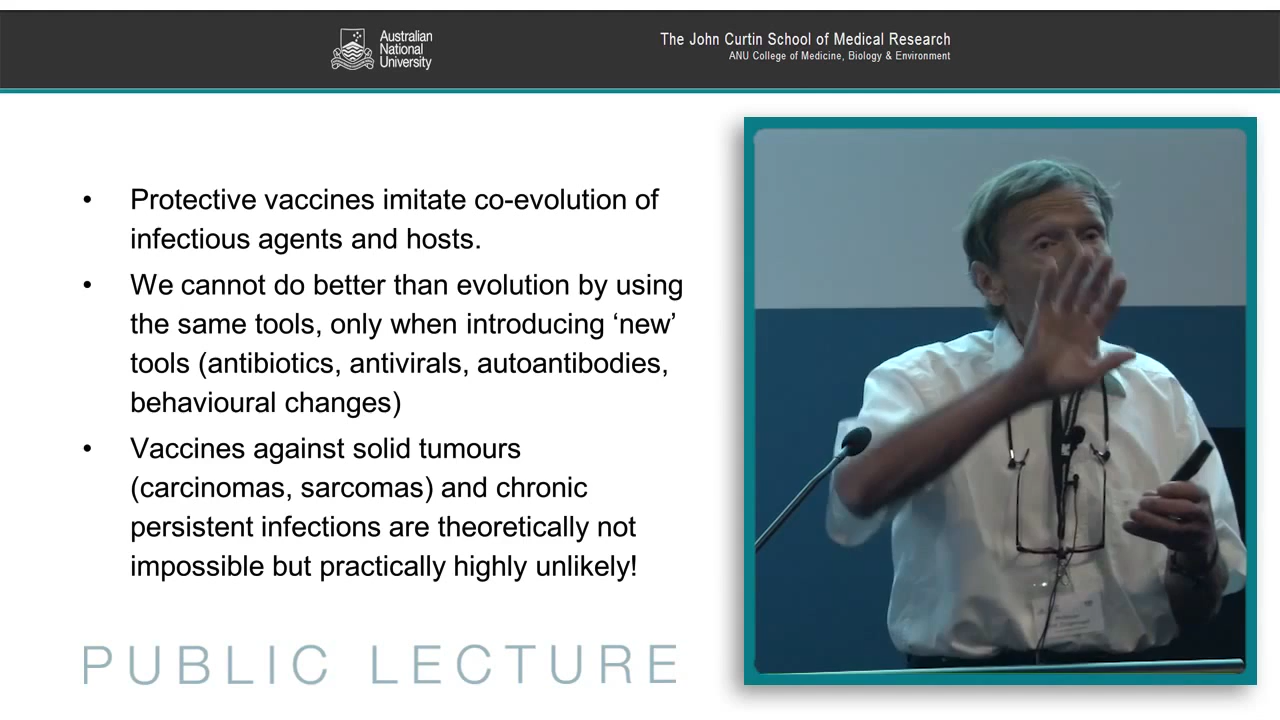 Australian
National
University
The John Curtin School of Medical Research
ANU College of Medicine, Biology & Environment
• Protective vaccines imitate co-evolution of
infectious agents and hosts.
• We cannot do better than evolution by using
the same tools, only when introducing ‘new’
tools (antibiotics, antivirals, autoantibodies,
behavioural changes)
• Vaccines against solid tumours
(carcinomas, sarcomas) and chronic
persistent infections are theoretically not
impossible but practically highly unlikely!
PUBLIC LECTURE